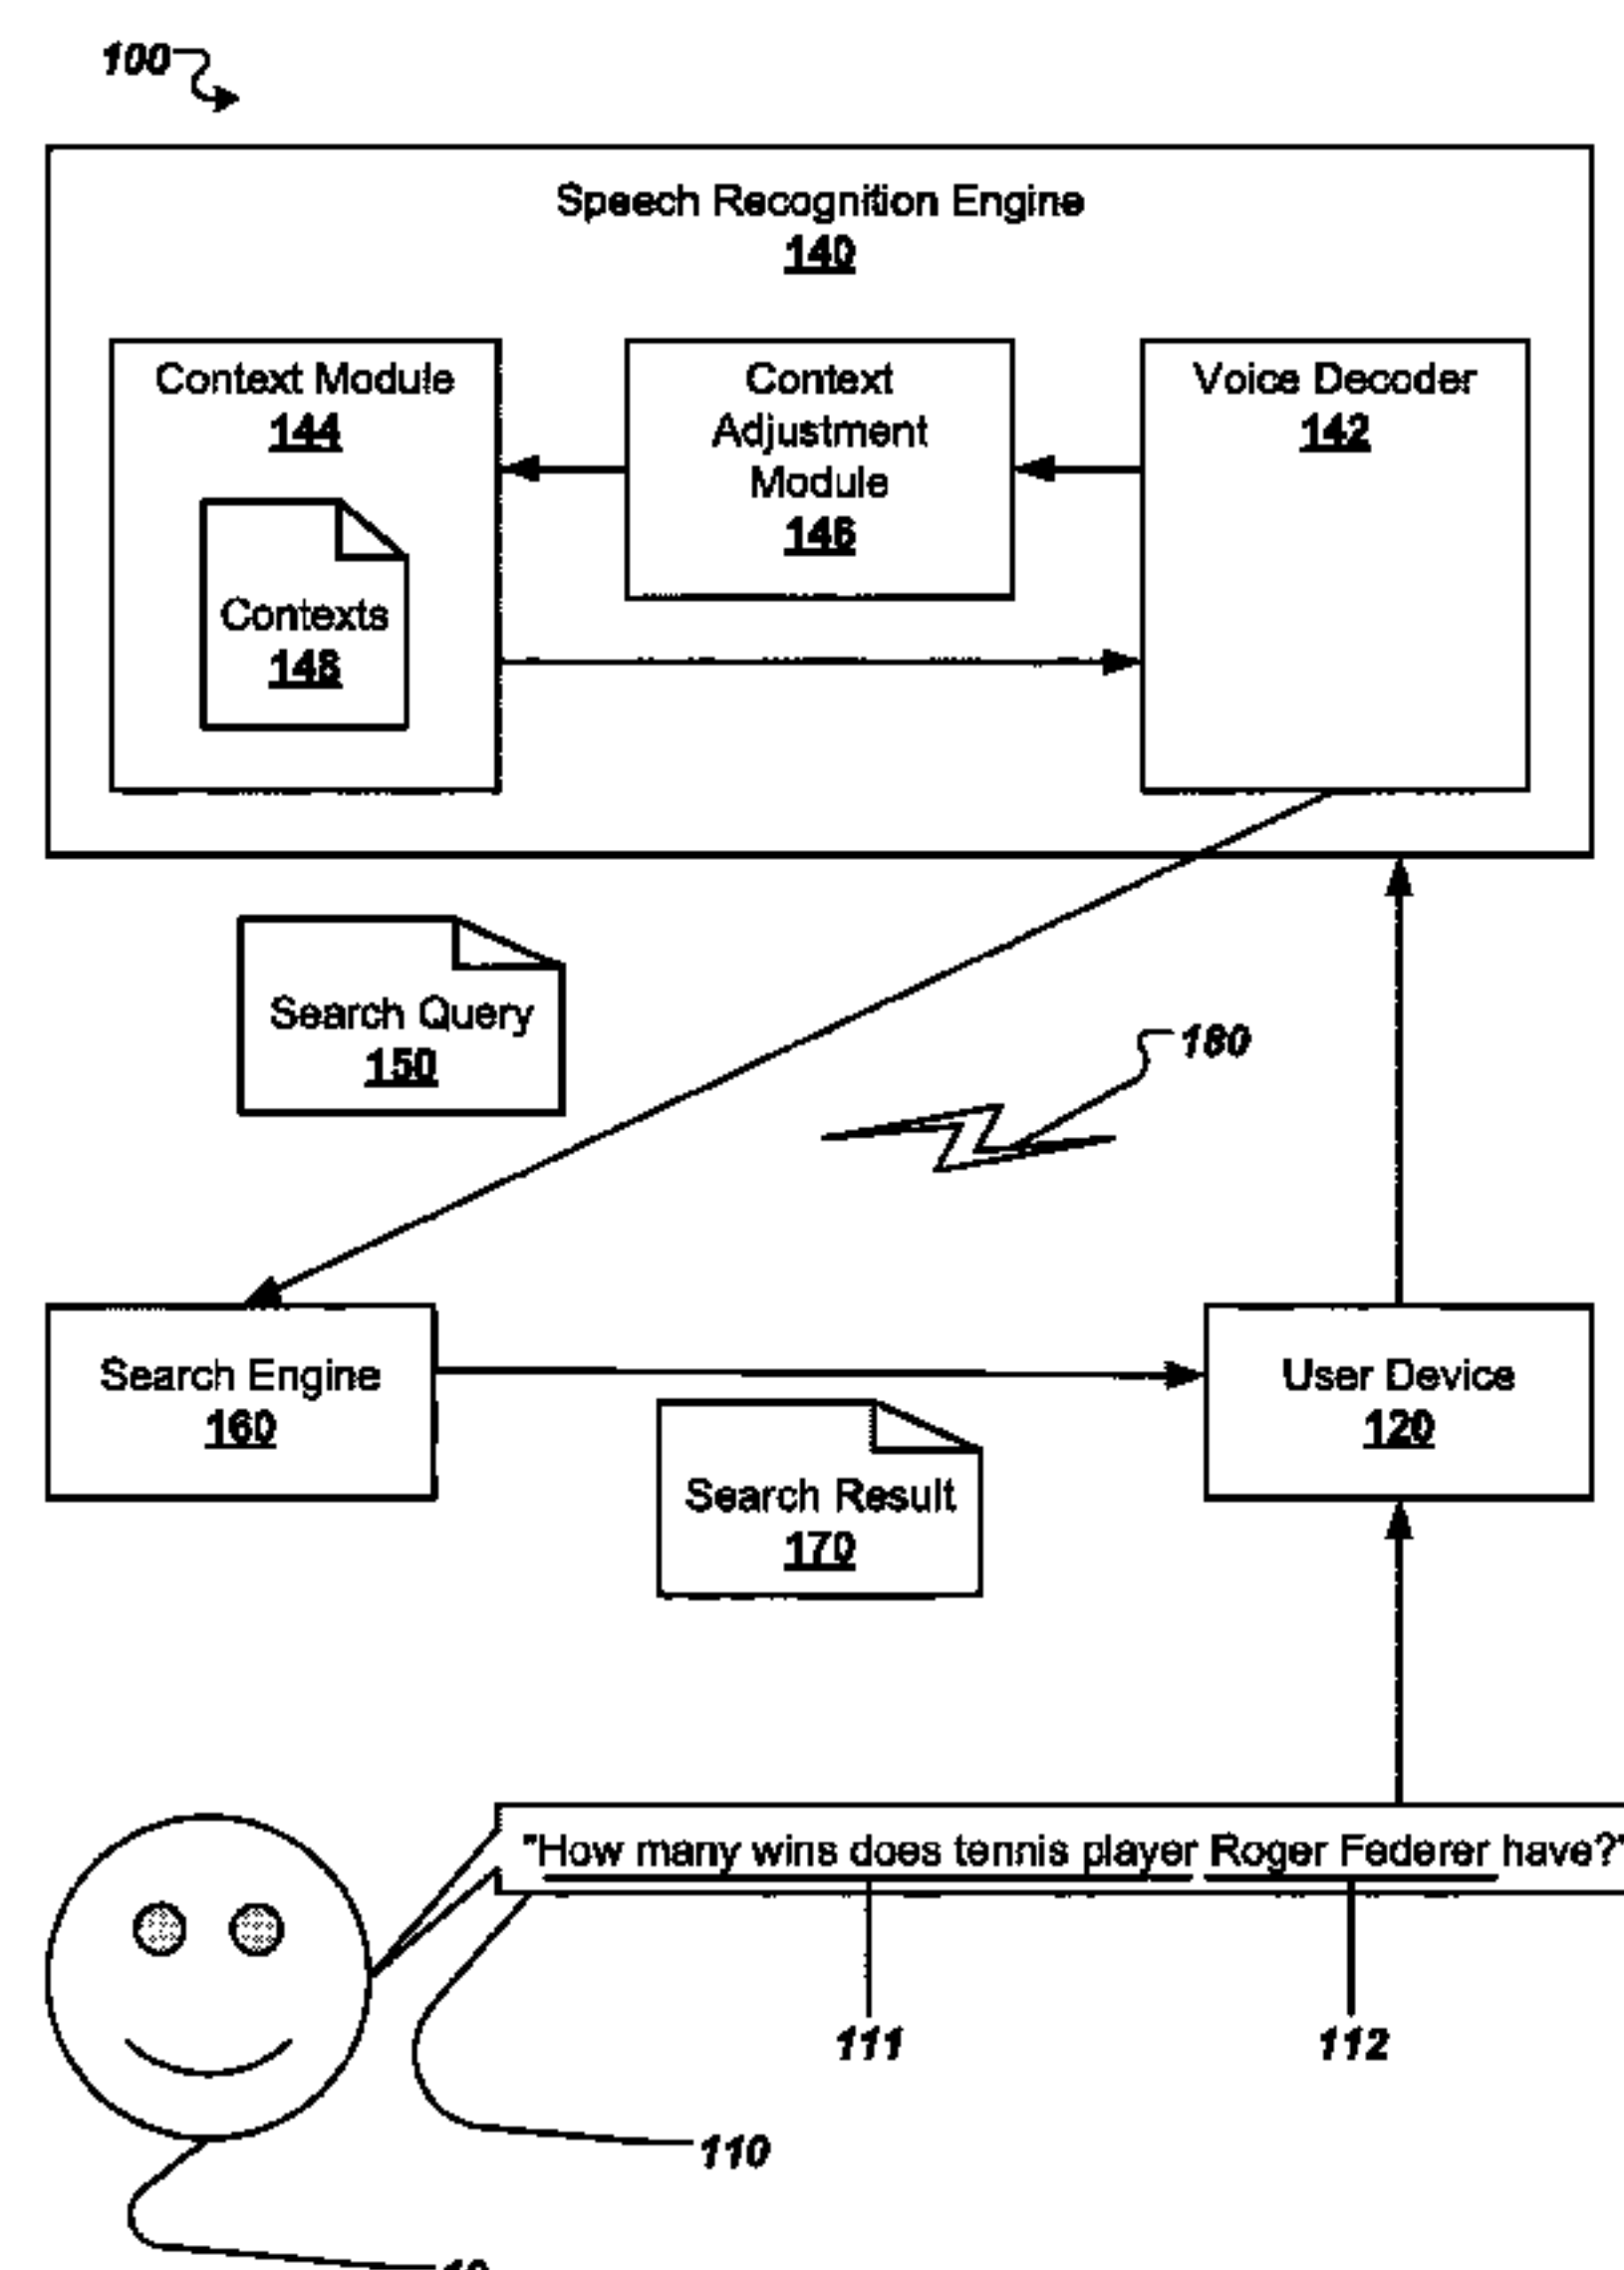 100
Speech Recognition Engine
140
Context Module
144
Contexts
148
Context
Adjustment
Module
146
Voice Decoder
142
Search Query
150
180
Search Engine
160
Search Result
170
User Device
120
"How many wins does tennis player Roger Federer have?"
111
112
110
10